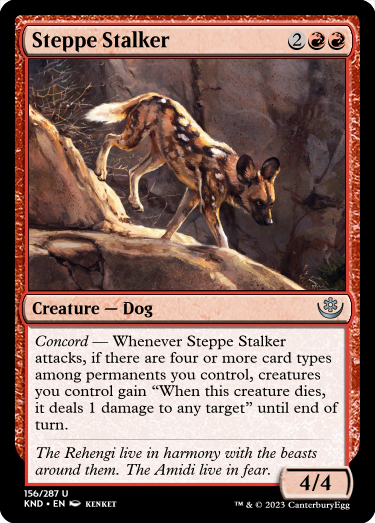 Steppe Stalker 2
Creature — Dog
Concord — Whenever Steppe Stalker
attacks, if there are four or more card types
among permanents you control, creatures
you control gain “When this creature dies,
it deals 1 damage to any target” until end of
turn.
The Rehengi live in harmony with the beasts
around them. The Amidi live in fear.
4/4
156/287 U
KND • EN KENKET
™ & © 2023 CanterburyEgg